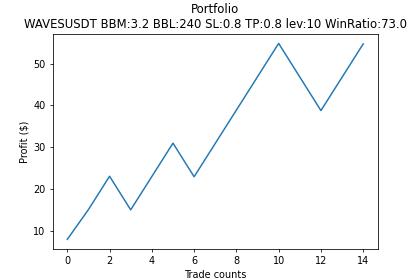 Portfolio
WAVESUSDT BBM:3.2 BBL:240 SL:0.8 TP:0.8 lev:10 WinRatio:73.0
Profit ($)
50
40
30
20
10
0 2 4 6 8 10 12 14
Trade counts